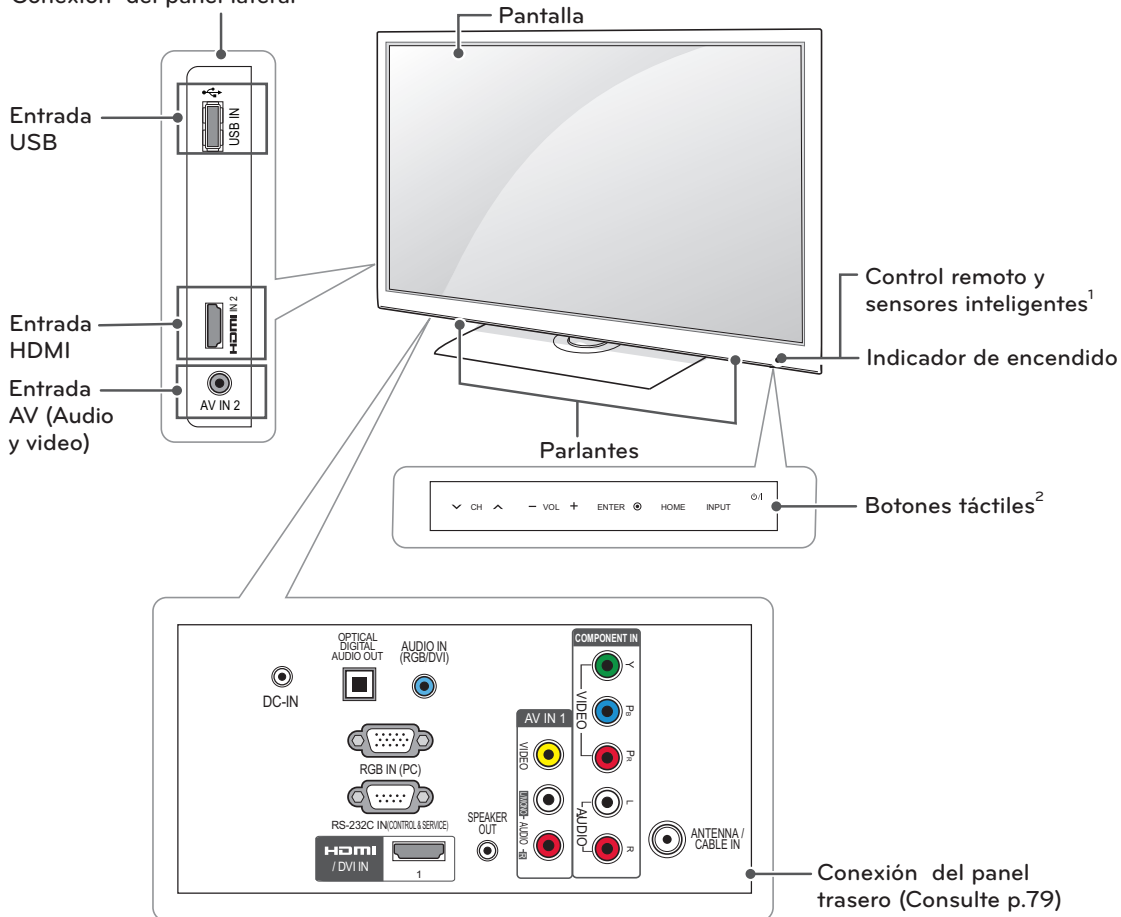 Conexión del panel lateral
Pantalla
Entrada
USB
USB IN
Entrada
HDMI
HDMI IN 2
Entrada
AV (Audio
y video)
AV IN 2
Control remoto y
sensores inteligentes¹
Indicador de encendido
Parlantes
CH
- VOL +
ENTER
HOME
INPUT
Botones táctiles²
DC-IN
OPTICAL
DIGITAL
AUDIO OUT
AUDIO IN
(RGB/DVI)
RGB IN (PC)
RS-232C IN(CONTROL & SERVICE)
HDMI
/ DVI IN
1
SPEAKER
OUT
AV IN 1
VIDEO
L/MONO
AUDIO
R
COMPONENT IN
VIDEO
Y
PB
PR
AUDIO
L
R
ANTENNA /
CABLE IN
Conexión del panel
trasero (Consulte p.79)